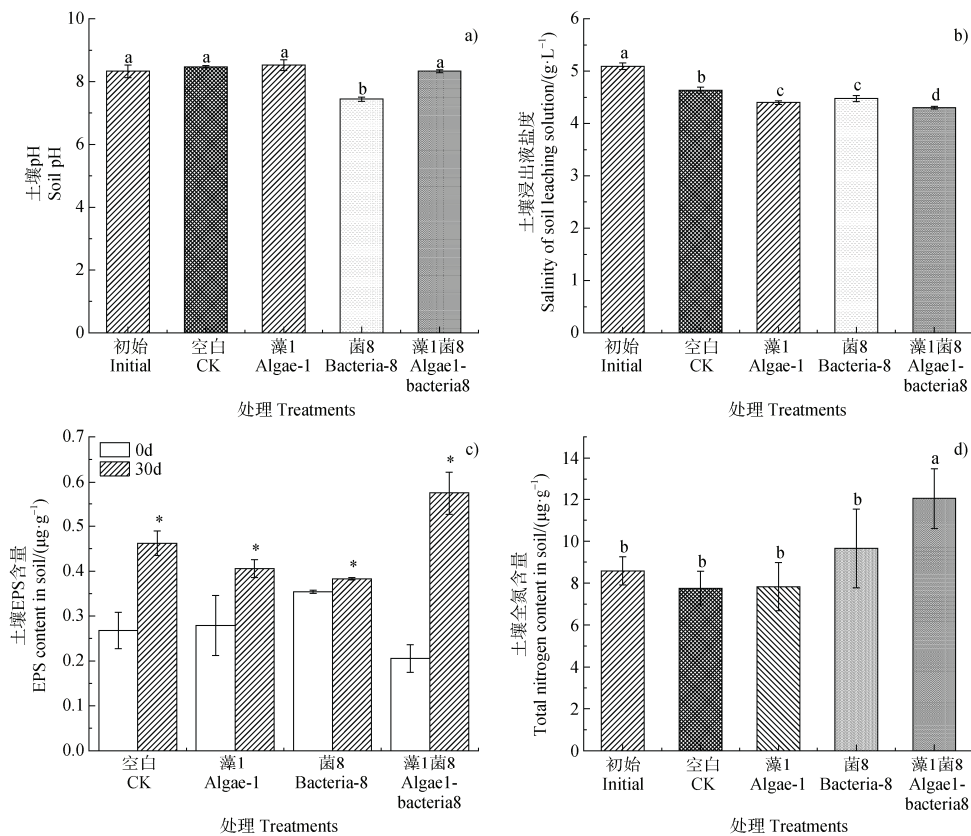 a)
土壤pH
Soil pH
10
8
6
4
2
0
a
a
a
b
a
初始
Initial
空白
CK
藻1
Algae-1
菌8
Bacteria-8
藻1菌8
Algae1-
bacteria8
处理 Treatments
b)
土壤浸出液盐度
Salinity of soil leaching solution/(g·L⁻¹)
6
5
4
3
2
1
0
a
b
c
c
d
初始
Initial
空白
CK
藻1
Algae-1
菌8
Bacteria-8
藻1菌8
Algae1-
bacteria8
处理 Treatments
c)
0d
30d
土壤EPS含量
EPS content in soil/(μg·g⁻¹)
0.7
0.6
0.5
0.4
0.3
0.2
0.1
0.0
*
*
*
*
空白
CK
藻1
Algae-1
菌8
Bacteria-8
藻1菌8
Algae1-
bacteria8
处理 Treatments
d)
土壤全氮含量
Total nitrogen content in soil/(μg·g⁻¹)
14
12
10
8
6
4
2
0
b
b
b
b
a
初始
Initial
空白
CK
藻1
Algae-1
菌8
Bacteria-8
藻1菌8
Algae1-
bacteria8
处理 Treatments